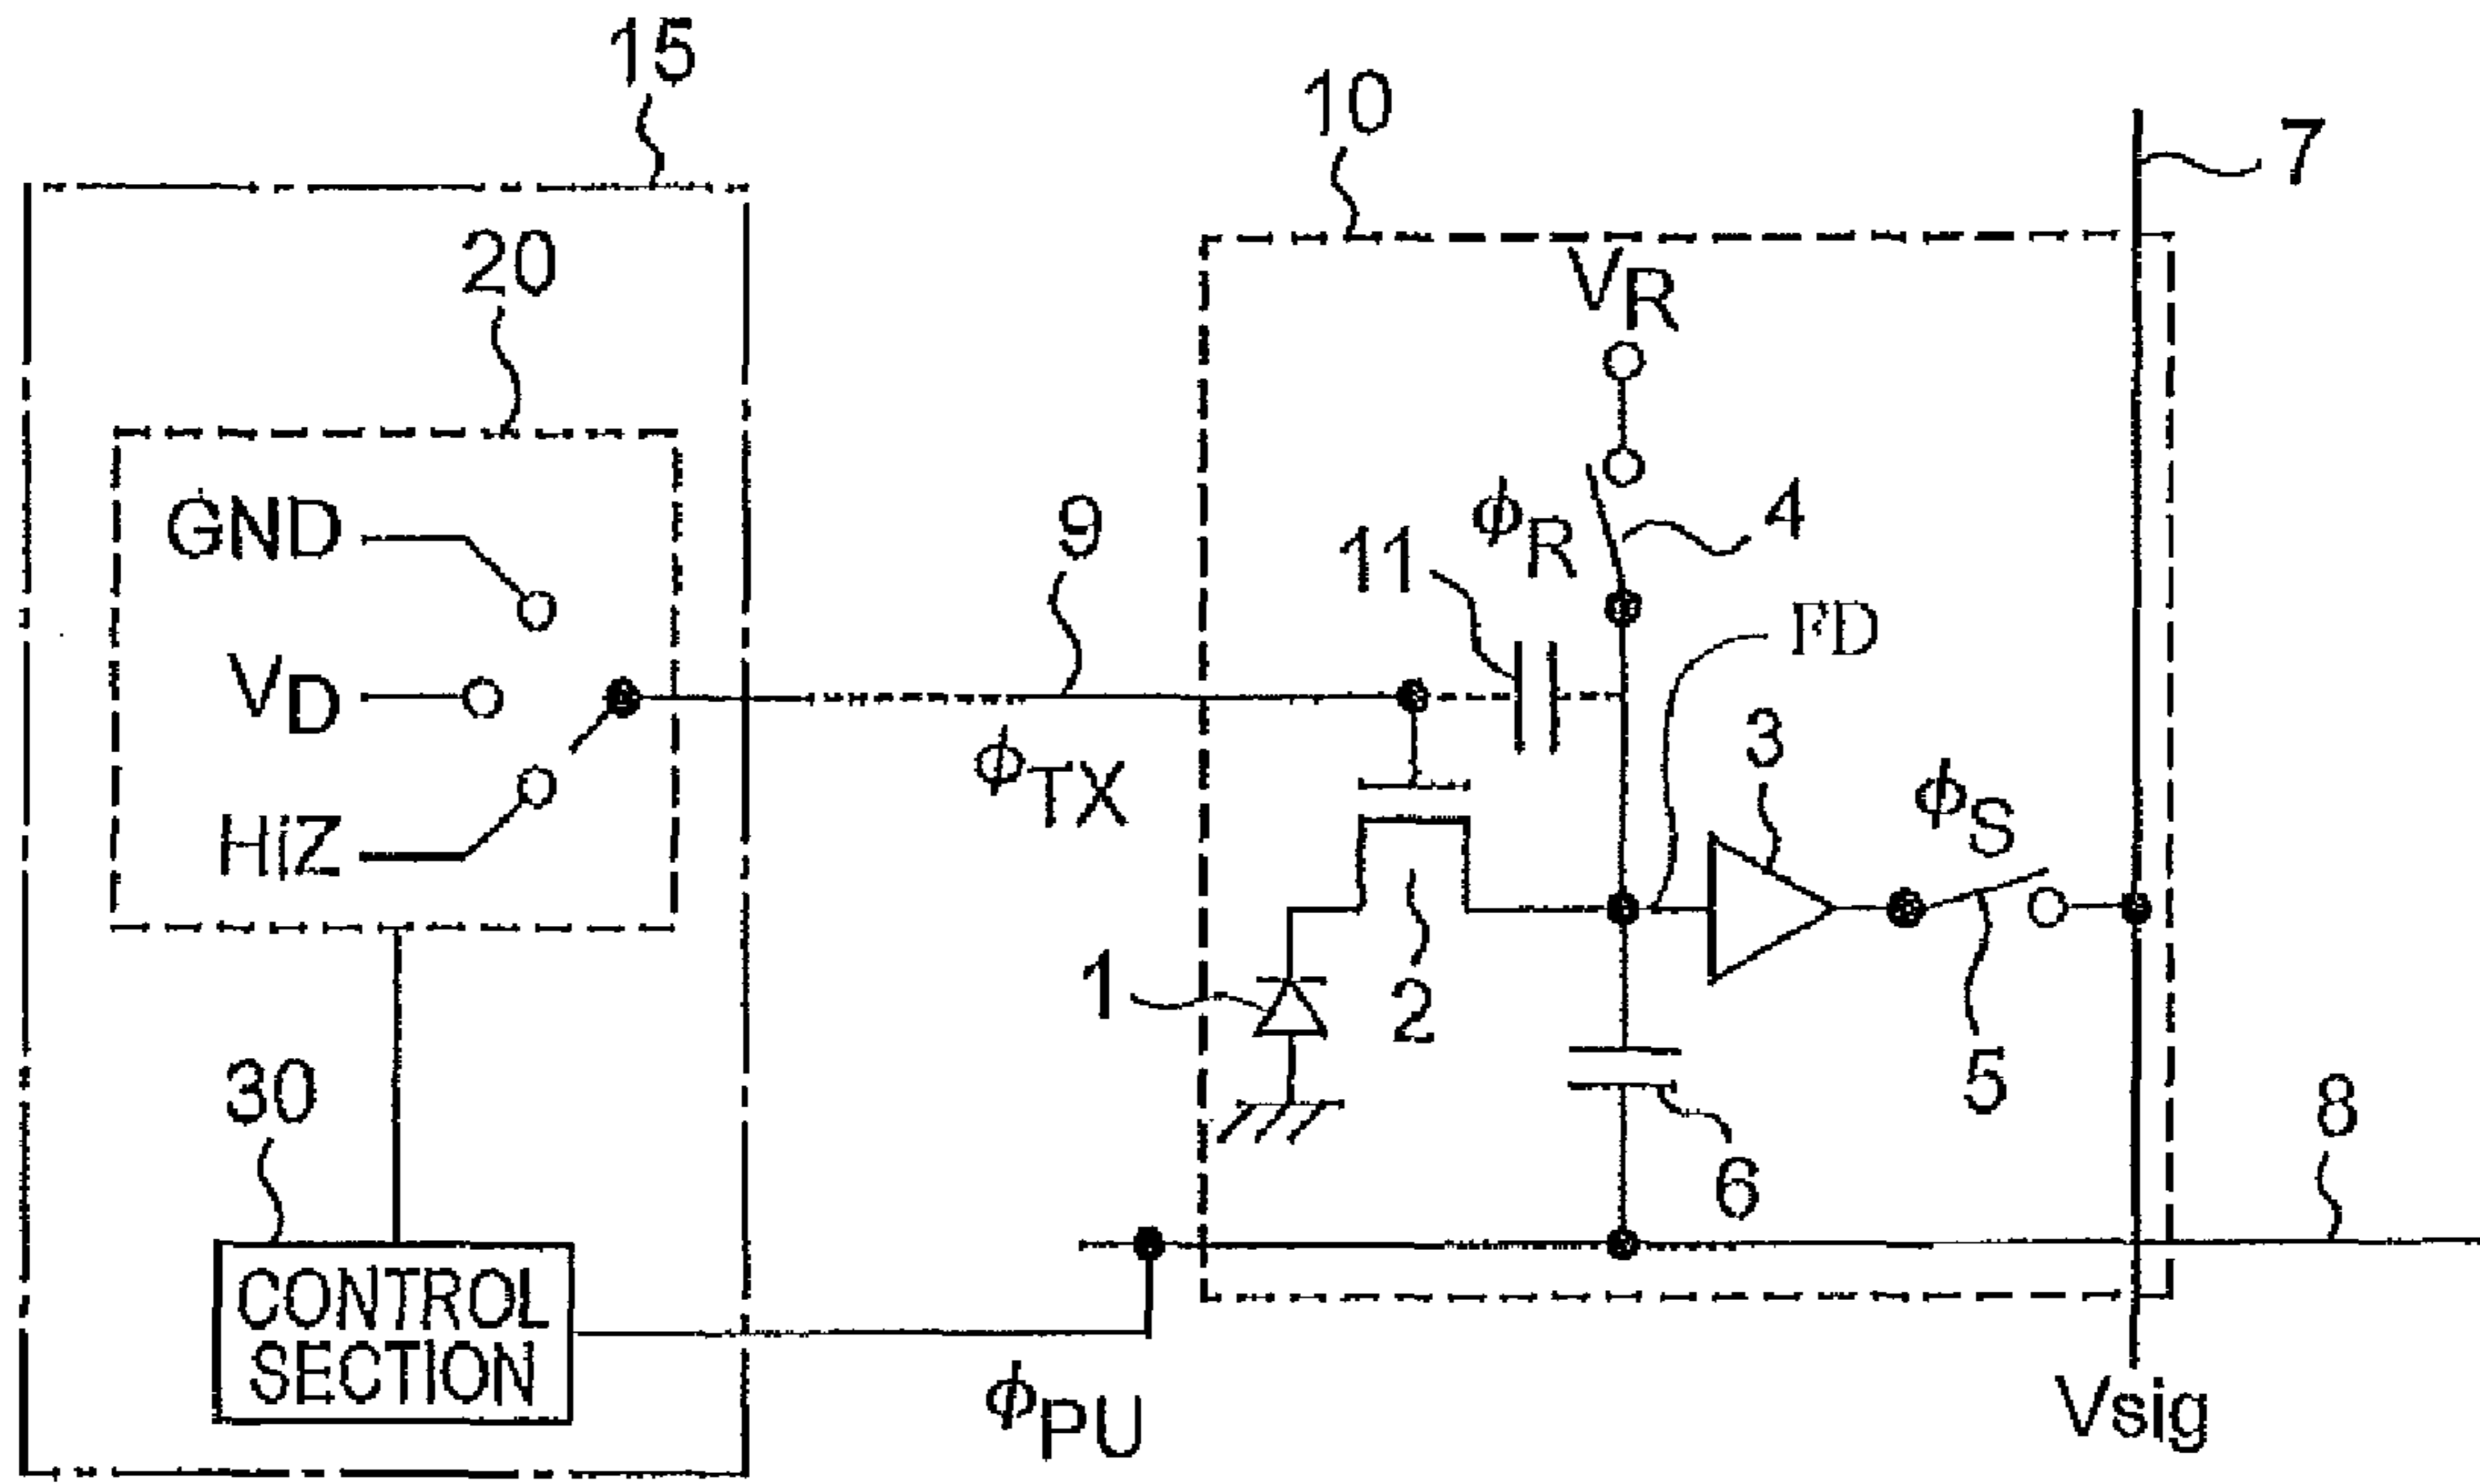 15
10
7
20
VR
GND
9
11
ϕR
4
FD
VD
ϕTX
3
ϕS
HiZ
1
2
5
30
6
8
CONTROL
SECTION
ϕPU
Vsig